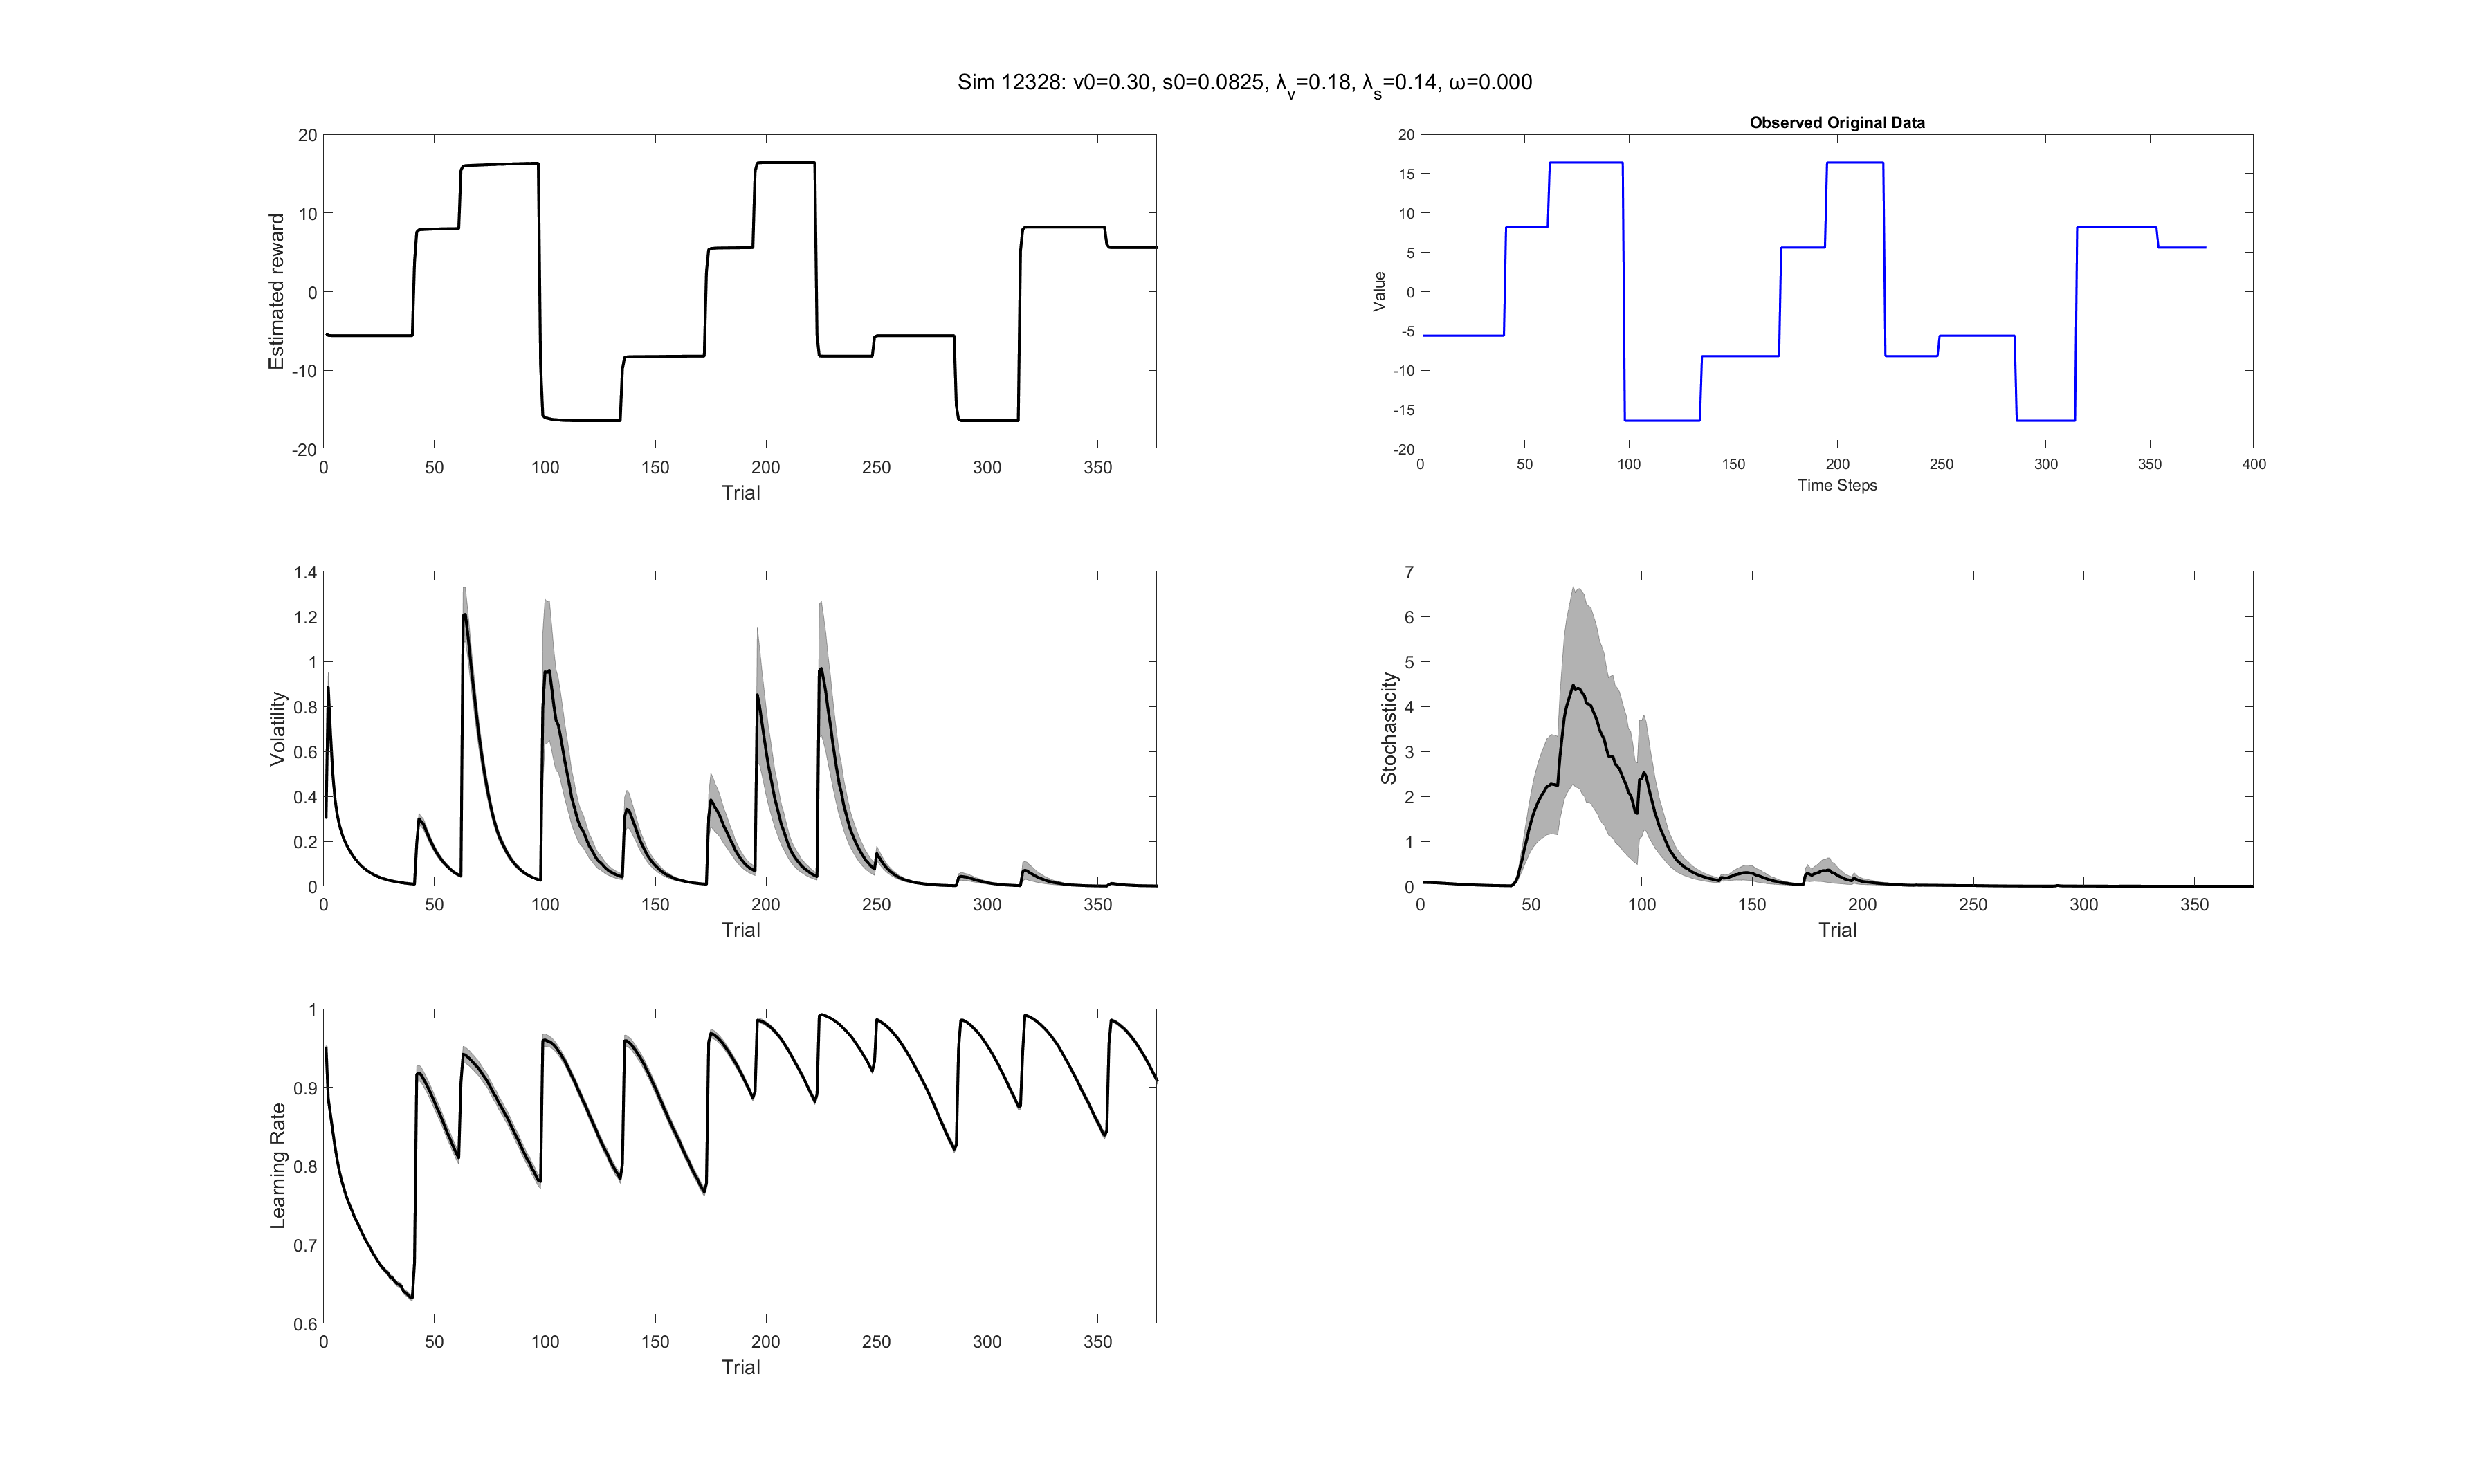 Sim 12328: v0=0.30, s0=0.0825, λv=0.18, λs=0.14, ω=0.000
20
10
0
-10
-20
Estimated reward
0 50 100 150 200 250 300 350
Trial
Observed Original Data
20
15
10
5
0
-5
-10
-15
-20
Value
0 50 100 150 200 250 300 350 400
Time Steps
1.4
1.2
1
0.8
0.6
0.4
0.2
0
Volatility
0 50 100 150 200 250 300 350
Trial
7
6
5
4
3
2
1
0
Stochasticity
0 50 100 150 200 250 300 350
Trial
1
0.9
0.8
0.7
0.6
Learning Rate
0 50 100 150 200 250 300 350
Trial